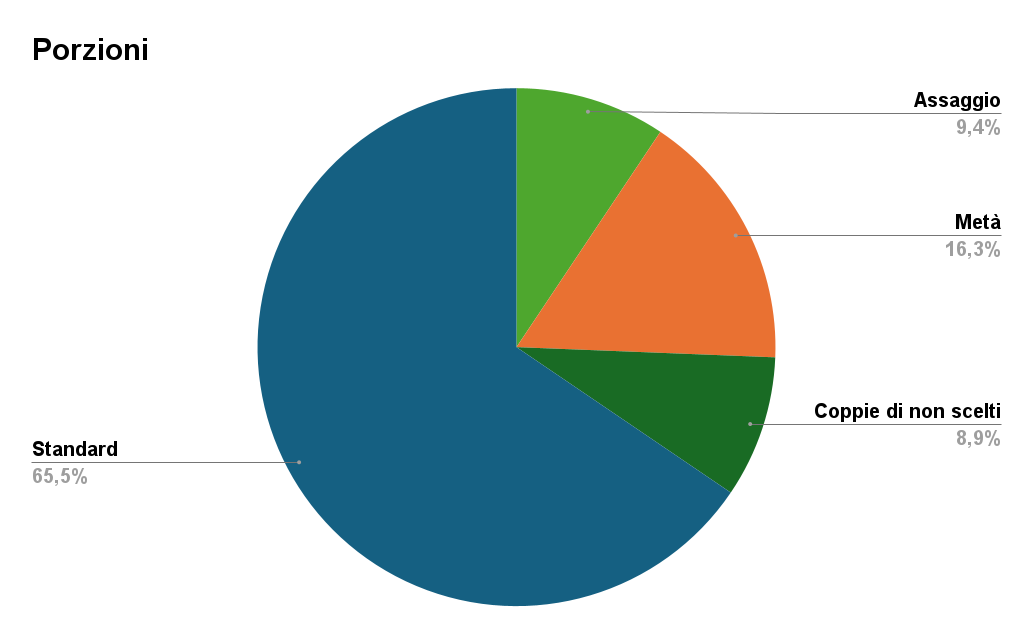 Porzioni
Assaggio
9,4%
Metà
16,3%
Coppie di non scelti
8,9%
Standard
65,5%